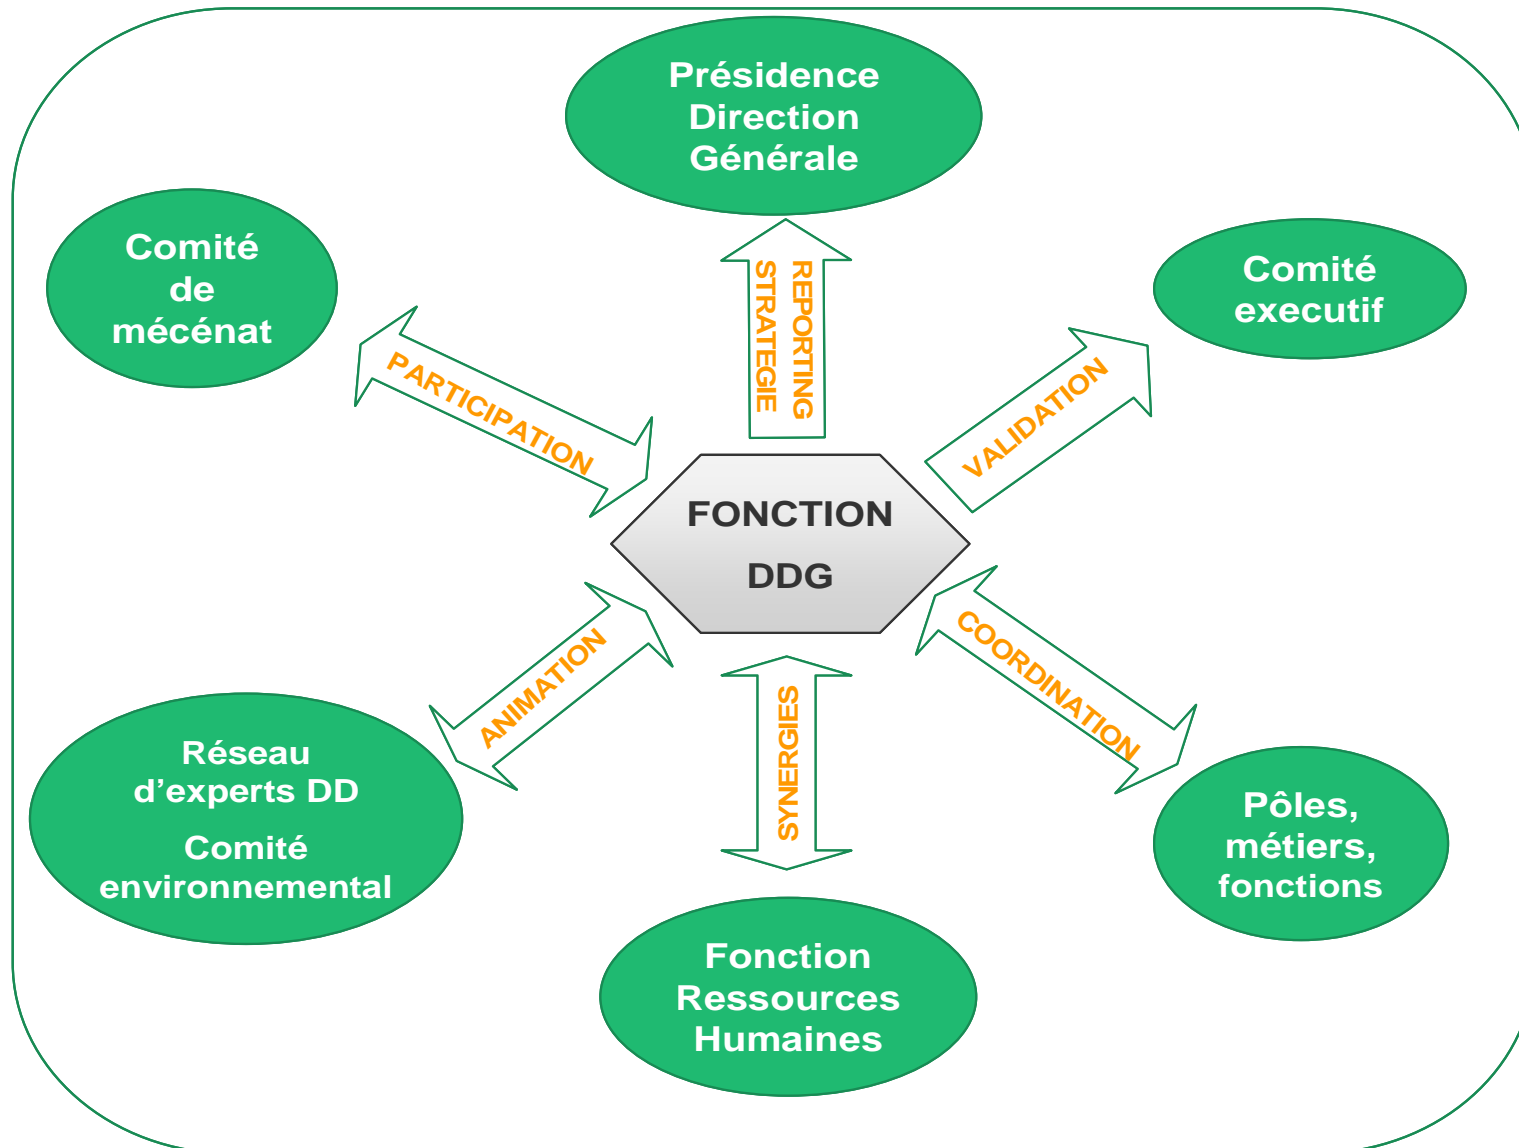 Présidence
Direction
Générale
Comité
de
mécénat
Comité
executif
REPORTING
STRATEGIE
PARTICIPATION
VALIDATION
FONCTION
DDG
ANIMATION
SYNERGIES
COORDINATION
Réseau
d’experts DD
Comité
environnemental
Pôles,
métiers,
fonctions
Fonction
Ressources
Humaines